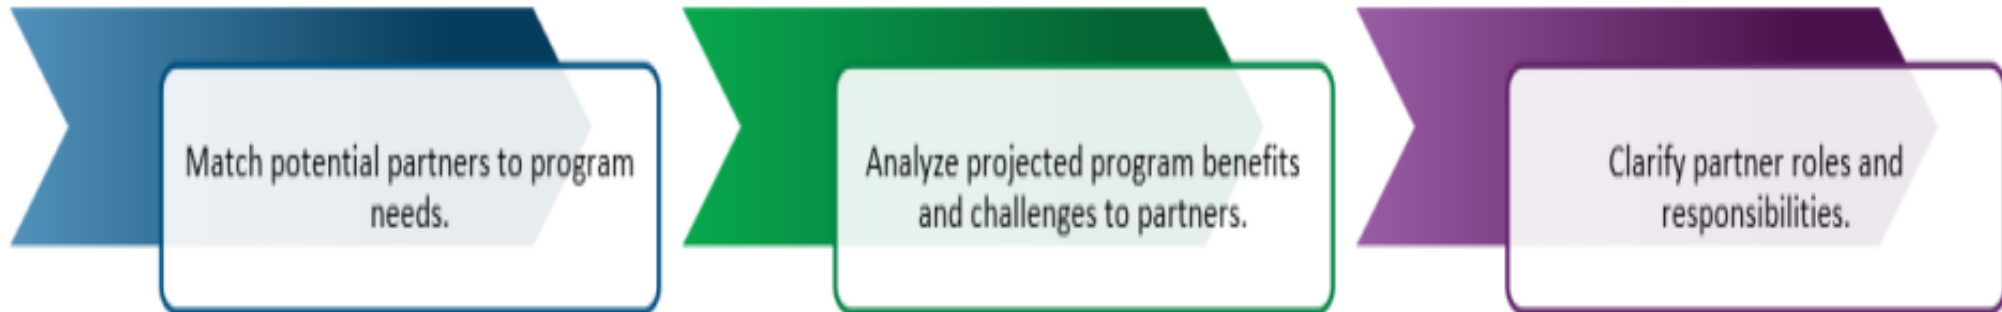 Match potential partners to program
needs.
Analyze projected program benefits
and challenges to partners.
Clarify partner roles and
responsibilities.